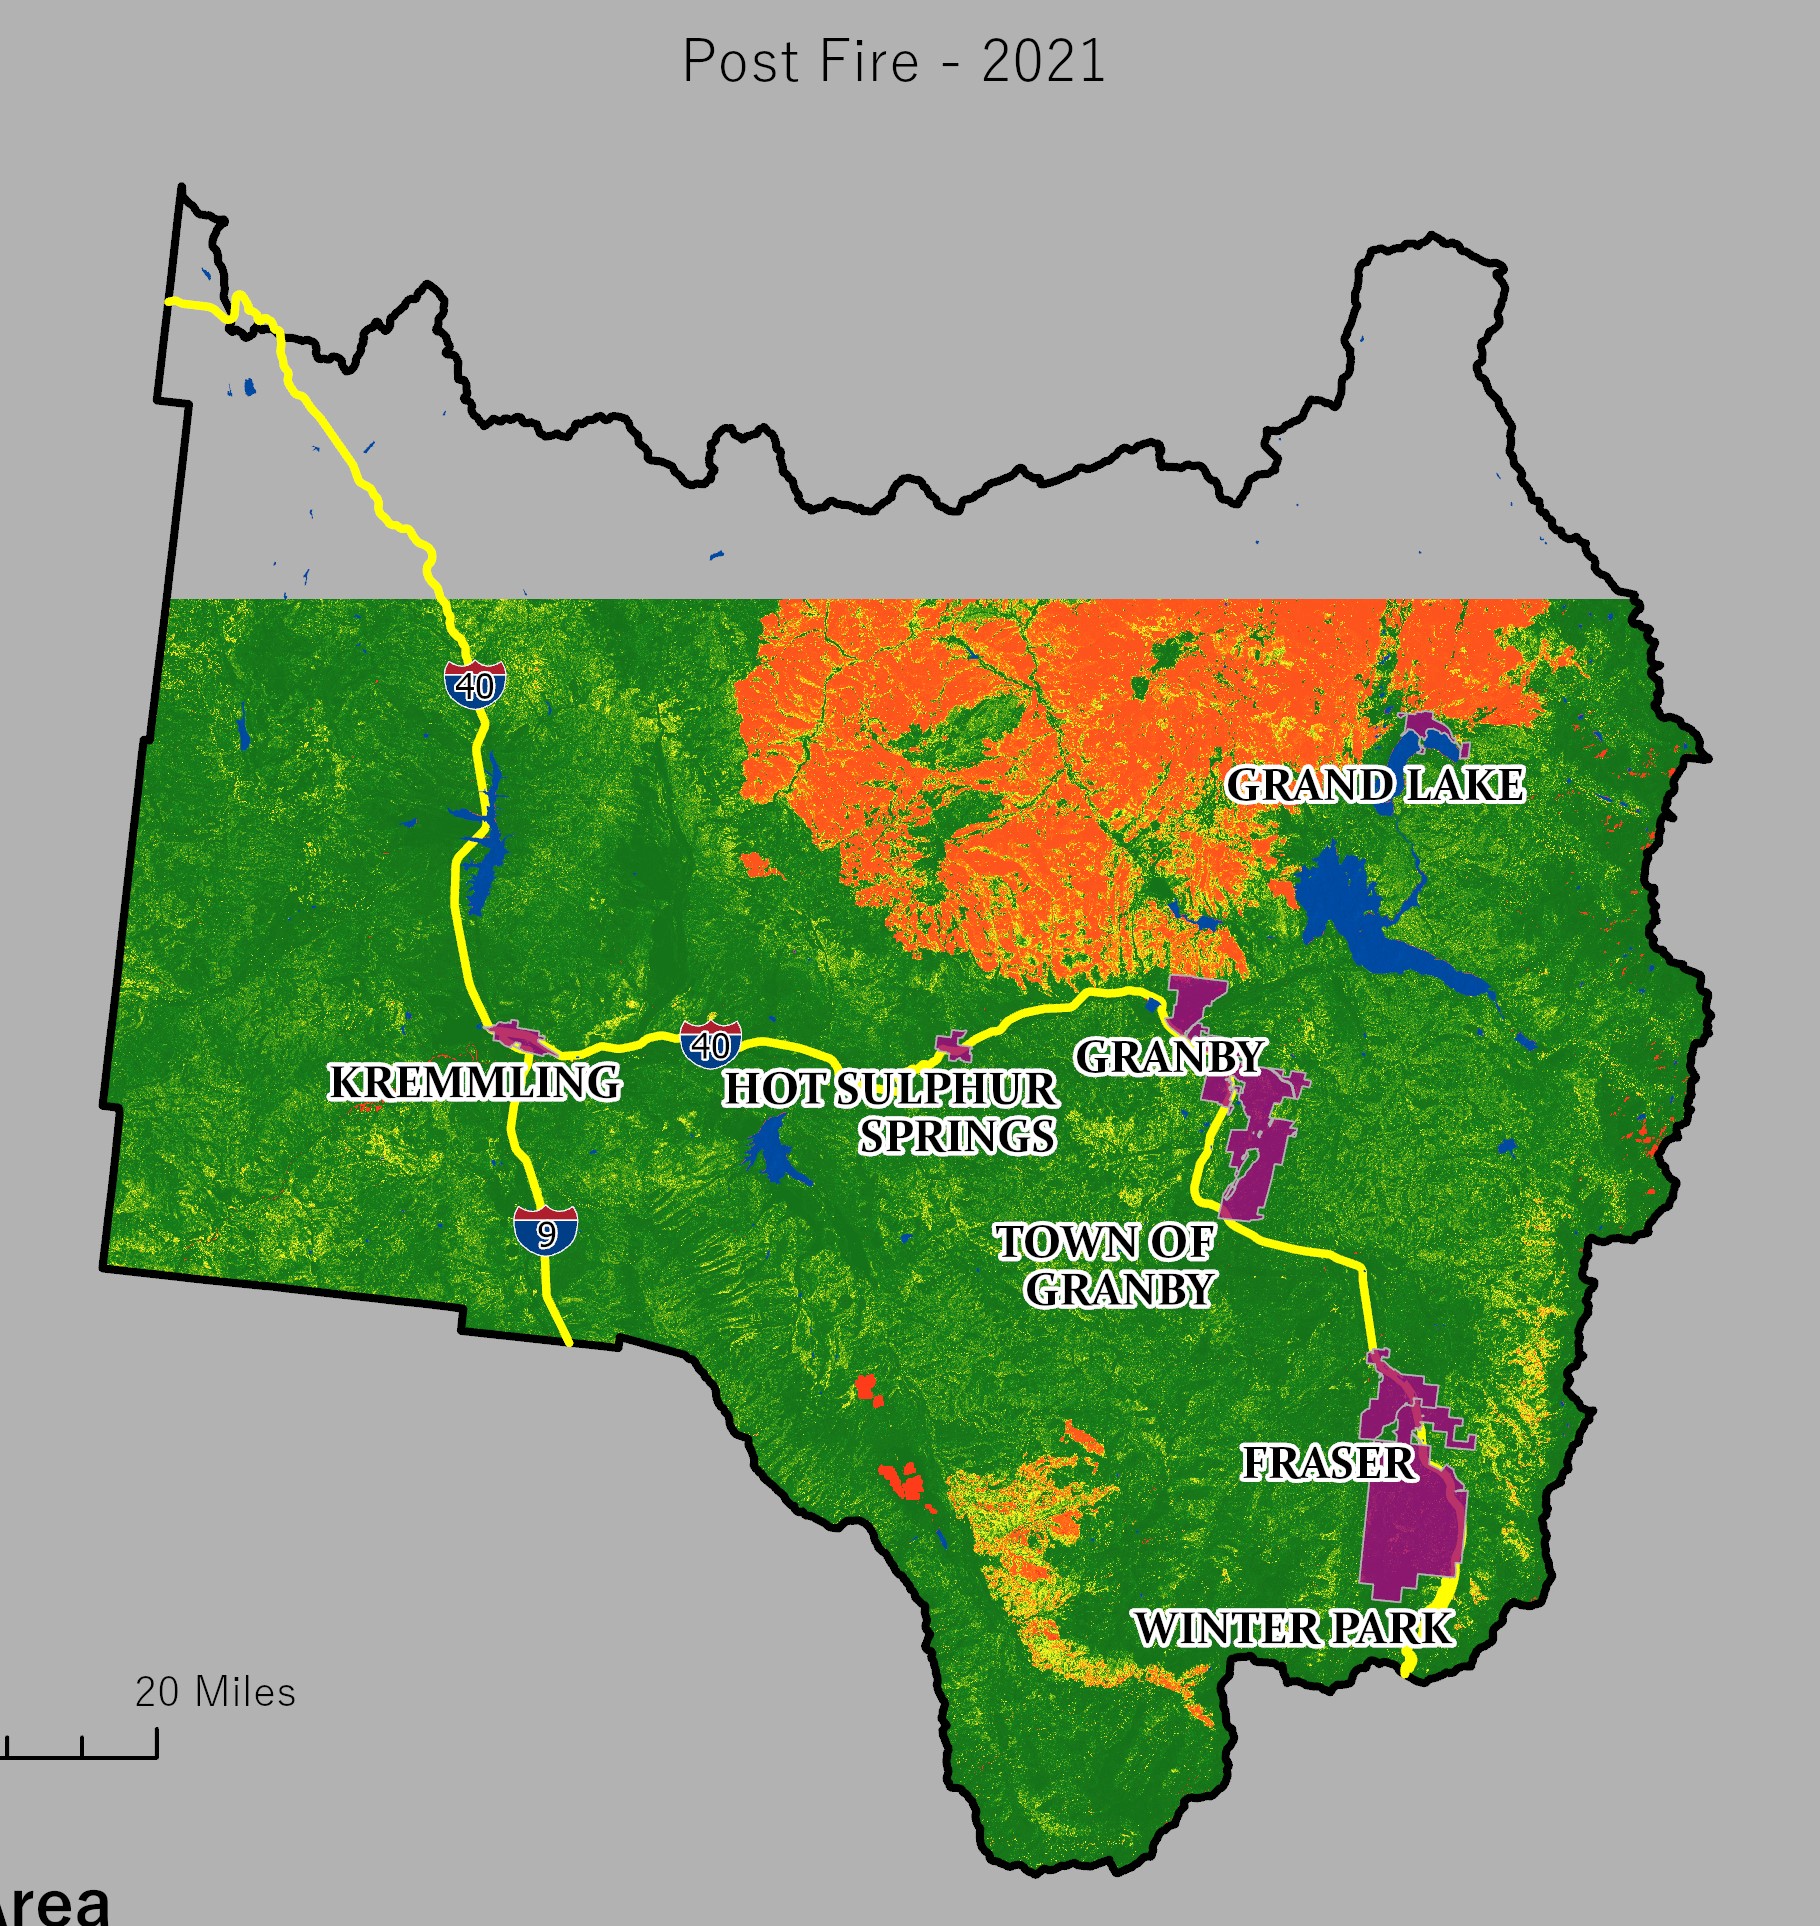 Post Fire - 2021
40
GRAND LAKE
40
GRANBY
KREMMLING
HOT SULPHUR
SPRINGS
9
TOWN OF
GRANBY
FRASER
WINTER PARK
20 Miles
Area